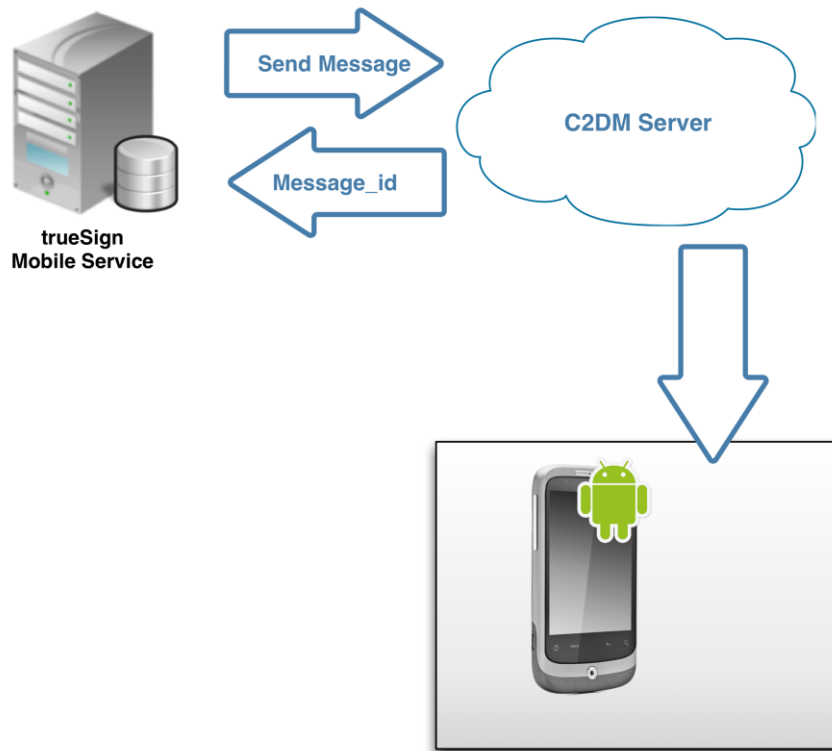 Send Message
C2DM Server
Message_id
trueSign
Mobile Service